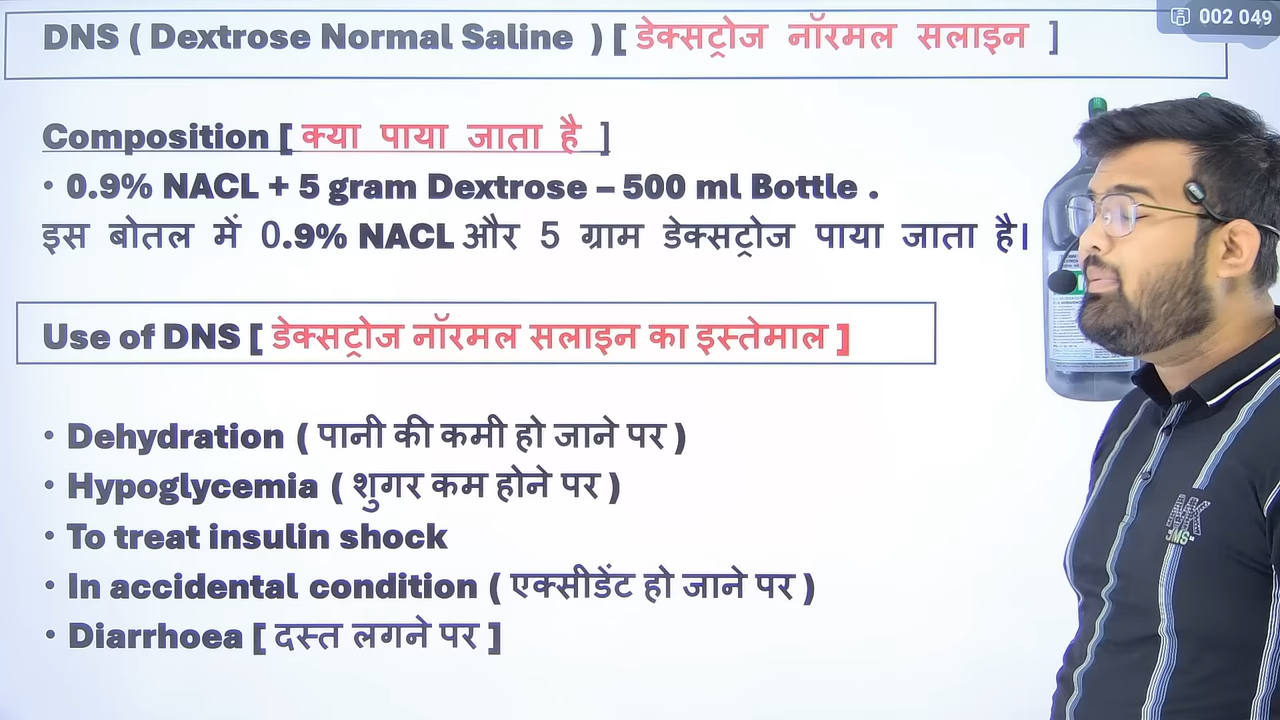 002 049
DNS ( Dextrose Normal Saline ) [ डेक्सट्रोज नॉरमल सलाइन ]
Composition [ क्या पाया जाता है ]
• 0.9% NACL + 5 gram Dextrose – 500 ml Bottle .
इस बोतल में 0.9% NACL और 5 ग्राम डेक्सट्रोज पाया जाता है।
Use of DNS [ डेक्सट्रोज नॉरमल सलाइन का इस्तेमाल ]
• Dehydration ( पानी की कमी हो जाने पर )
• Hypoglycemia ( शुगर कम होने पर )
• To treat insulin shock
• In accidental condition ( एक्सीडेंट हो जाने पर )
• Diarrhoea [ दस्त लगने पर ]